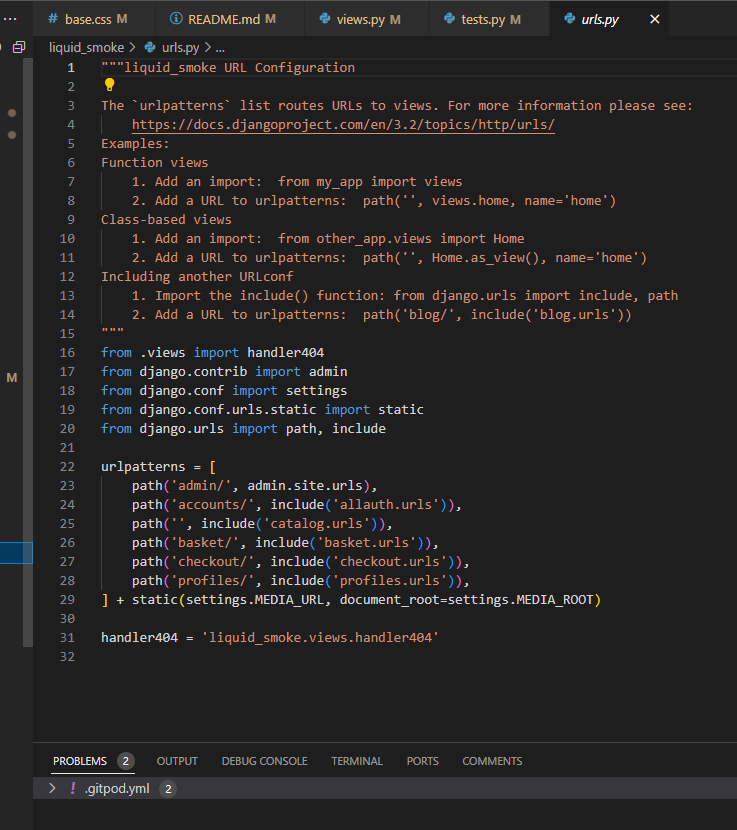 ...
# base.css M
README.md M
views.py M
tests.py M
urls.py ×
liquid_smoke > urls.py > ...
1 """liquid_smoke URL Configuration
2
3 The `urlpatterns` list routes URLs to views. For more information please see:
4     https://docs.djangoproject.com/en/3.2/topics/http/urls/
5 Examples:
6 Function views
7     1. Add an import:  from my_app import views
8     2. Add a URL to urlpatterns:  path('', views.home, name='home')
9 Class-based views
10     1. Add an import:  from other_app.views import Home
11     2. Add a URL to urlpatterns:  path('', Home.as_view(), name='home')
12 Including another URLconf
13     1. Import the include() function: from django.urls import include, path
14     2. Add a URL to urlpatterns:  path('blog/', include('blog.urls'))
15 """
16 from .views import handler404
17 from django.contrib import admin
18 from django.conf import settings
19 from django.conf.urls.static import static
20 from django.urls import path, include
21
22 urlpatterns = [
23     path('admin/', admin.site.urls),
24     path('accounts/', include('allauth.urls')),
25     path('', include('catalog.urls')),
26     path('basket/', include('basket.urls')),
27     path('checkout/', include('checkout.urls')),
28     path('profiles/', include('profiles.urls')),
29 ] + static(settings.MEDIA_URL, document_root=settings.MEDIA_ROOT)
30
31 handler404 = 'liquid_smoke.views.handler404'
32
M
PROBLEMS 2 OUTPUT DEBUG CONSOLE TERMINAL PORTS COMMENTS
> ! .gitpod.yml 2